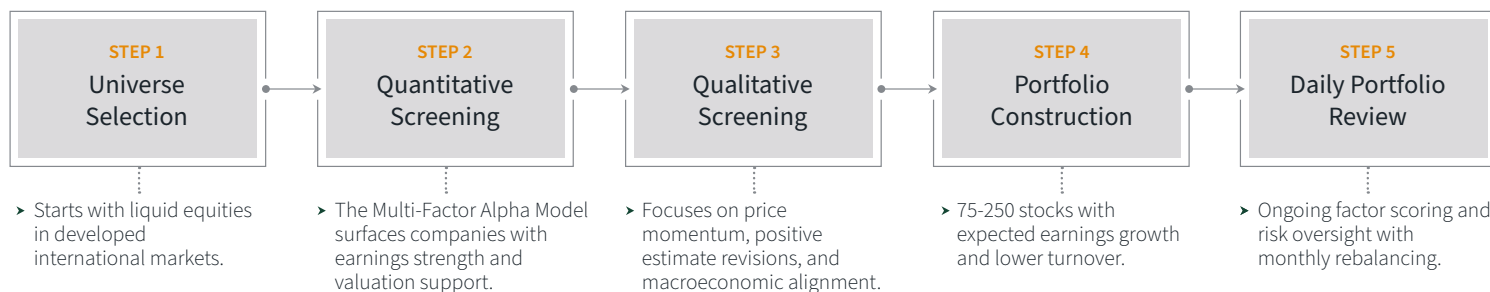 STEP 1
Universe
Selection
STEP 2
Quantitative
Screening
STEP 3
Qualitative
Screening
STEP 4
Portfolio
Construction
STEP 5
Daily Portfolio
Review
➤ Starts with liquid equities
in developed
international markets.
➤ The Multi-Factor Alpha Model
surfaces companies with
earnings strength and
valuation support.
➤ Focuses on price
momentum, positive
estimate revisions, and
macroeconomic alignment.
➤ 75-250 stocks with
expected earnings growth
and lower turnover.
➤ Ongoing factor scoring and
risk oversight with
monthly rebalancing.